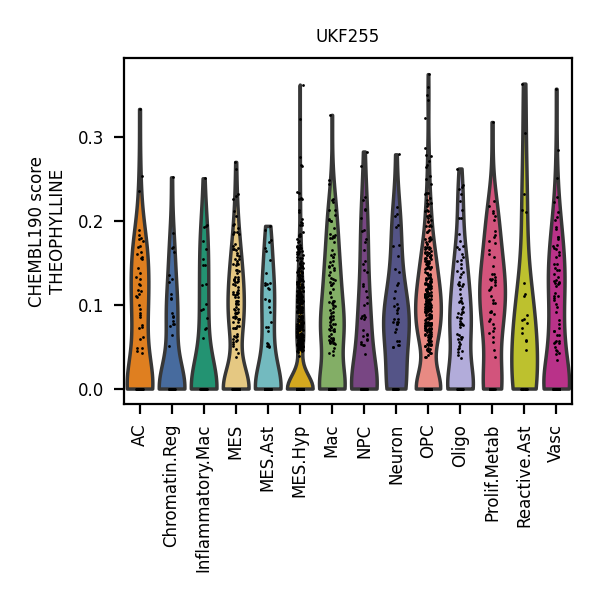 UKF255
CHEMBL190 score
THEOPHYLLINE
0.3
0.2
0.1
0.0
AC
Chromatin.Reg
Inflammatory.Mac
MES
MES.Ast
MES.Hyp
Mac
NPC
Neuron
OPC
Oligo
Prolif.Metab
Reactive.Ast
Vasc